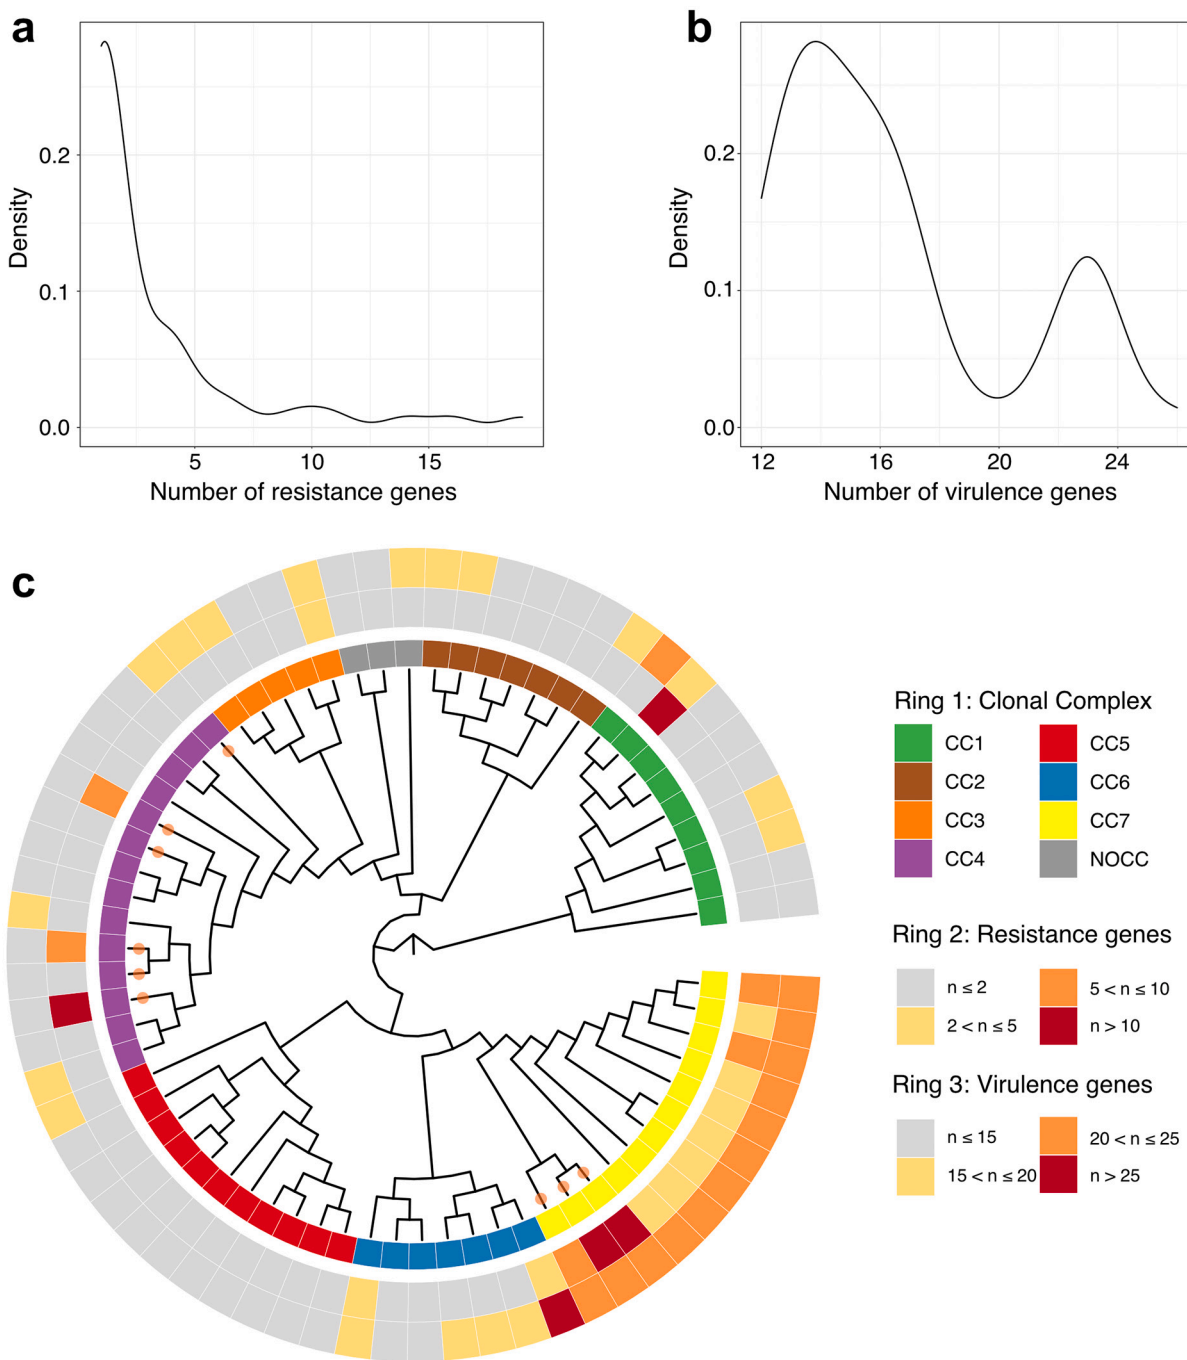 a
0.2
0.1
0.0
Density
5 10 15
Number of resistance genes
b
0.2
0.1
0.0
Density
12 16 20 24
Number of virulence genes
c
Ring 1: Clonal Complex
CC1 CC5
CC2 CC6
CC3 CC7
CC4 NOCC
Ring 2: Resistance genes
n ≤ 2 5 < n ≤ 10
2 < n ≤ 5 n > 10
Ring 3: Virulence genes
n ≤ 15 20 < n ≤ 25
15 < n ≤ 20 n > 25